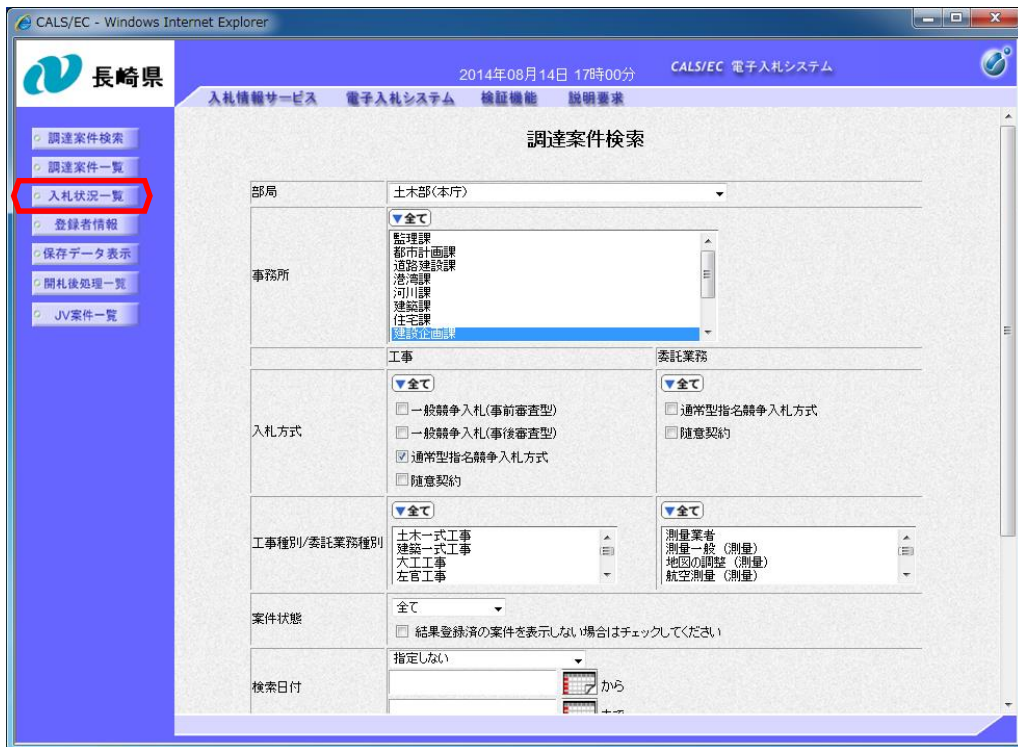 CALS/EC - Windows Internet Explorer
長崎県
2014年08月14日 17時00分
CALS/EC 電子入札システム
入札情報サービス 電子入札システム 検証機能 説明要求
調達案件検索
調達案件一覧
入札状況一覧
登録者情報
保存データ表示
開札後処理一覧
JV案件一覧
調達案件検索
部局 土木部(本庁)
事務所
▼全て
監理課
都市計画課
道路建設課
港湾課
河川課
建築課
住宅課
建設企画課
工事 委託業務
入札方式
▼全て
一般競争入札(事前審査型)
一般競争入札(事後審査型)
通常型指名競争入札方式
随意契約
▼全て
通常型指名競争入札方式
随意契約
工事種別/委託業務種別
▼全て
土木一式工事
建築一式工事
大工工事
左官工事
▼全て
測量業者
測量一般 (測量)
地図の調整 (測量)
航空測量 (測量)
案件状態
全て
結果登録済の案件を表示しない場合はチェックしてください
検索日付
指定しない
から